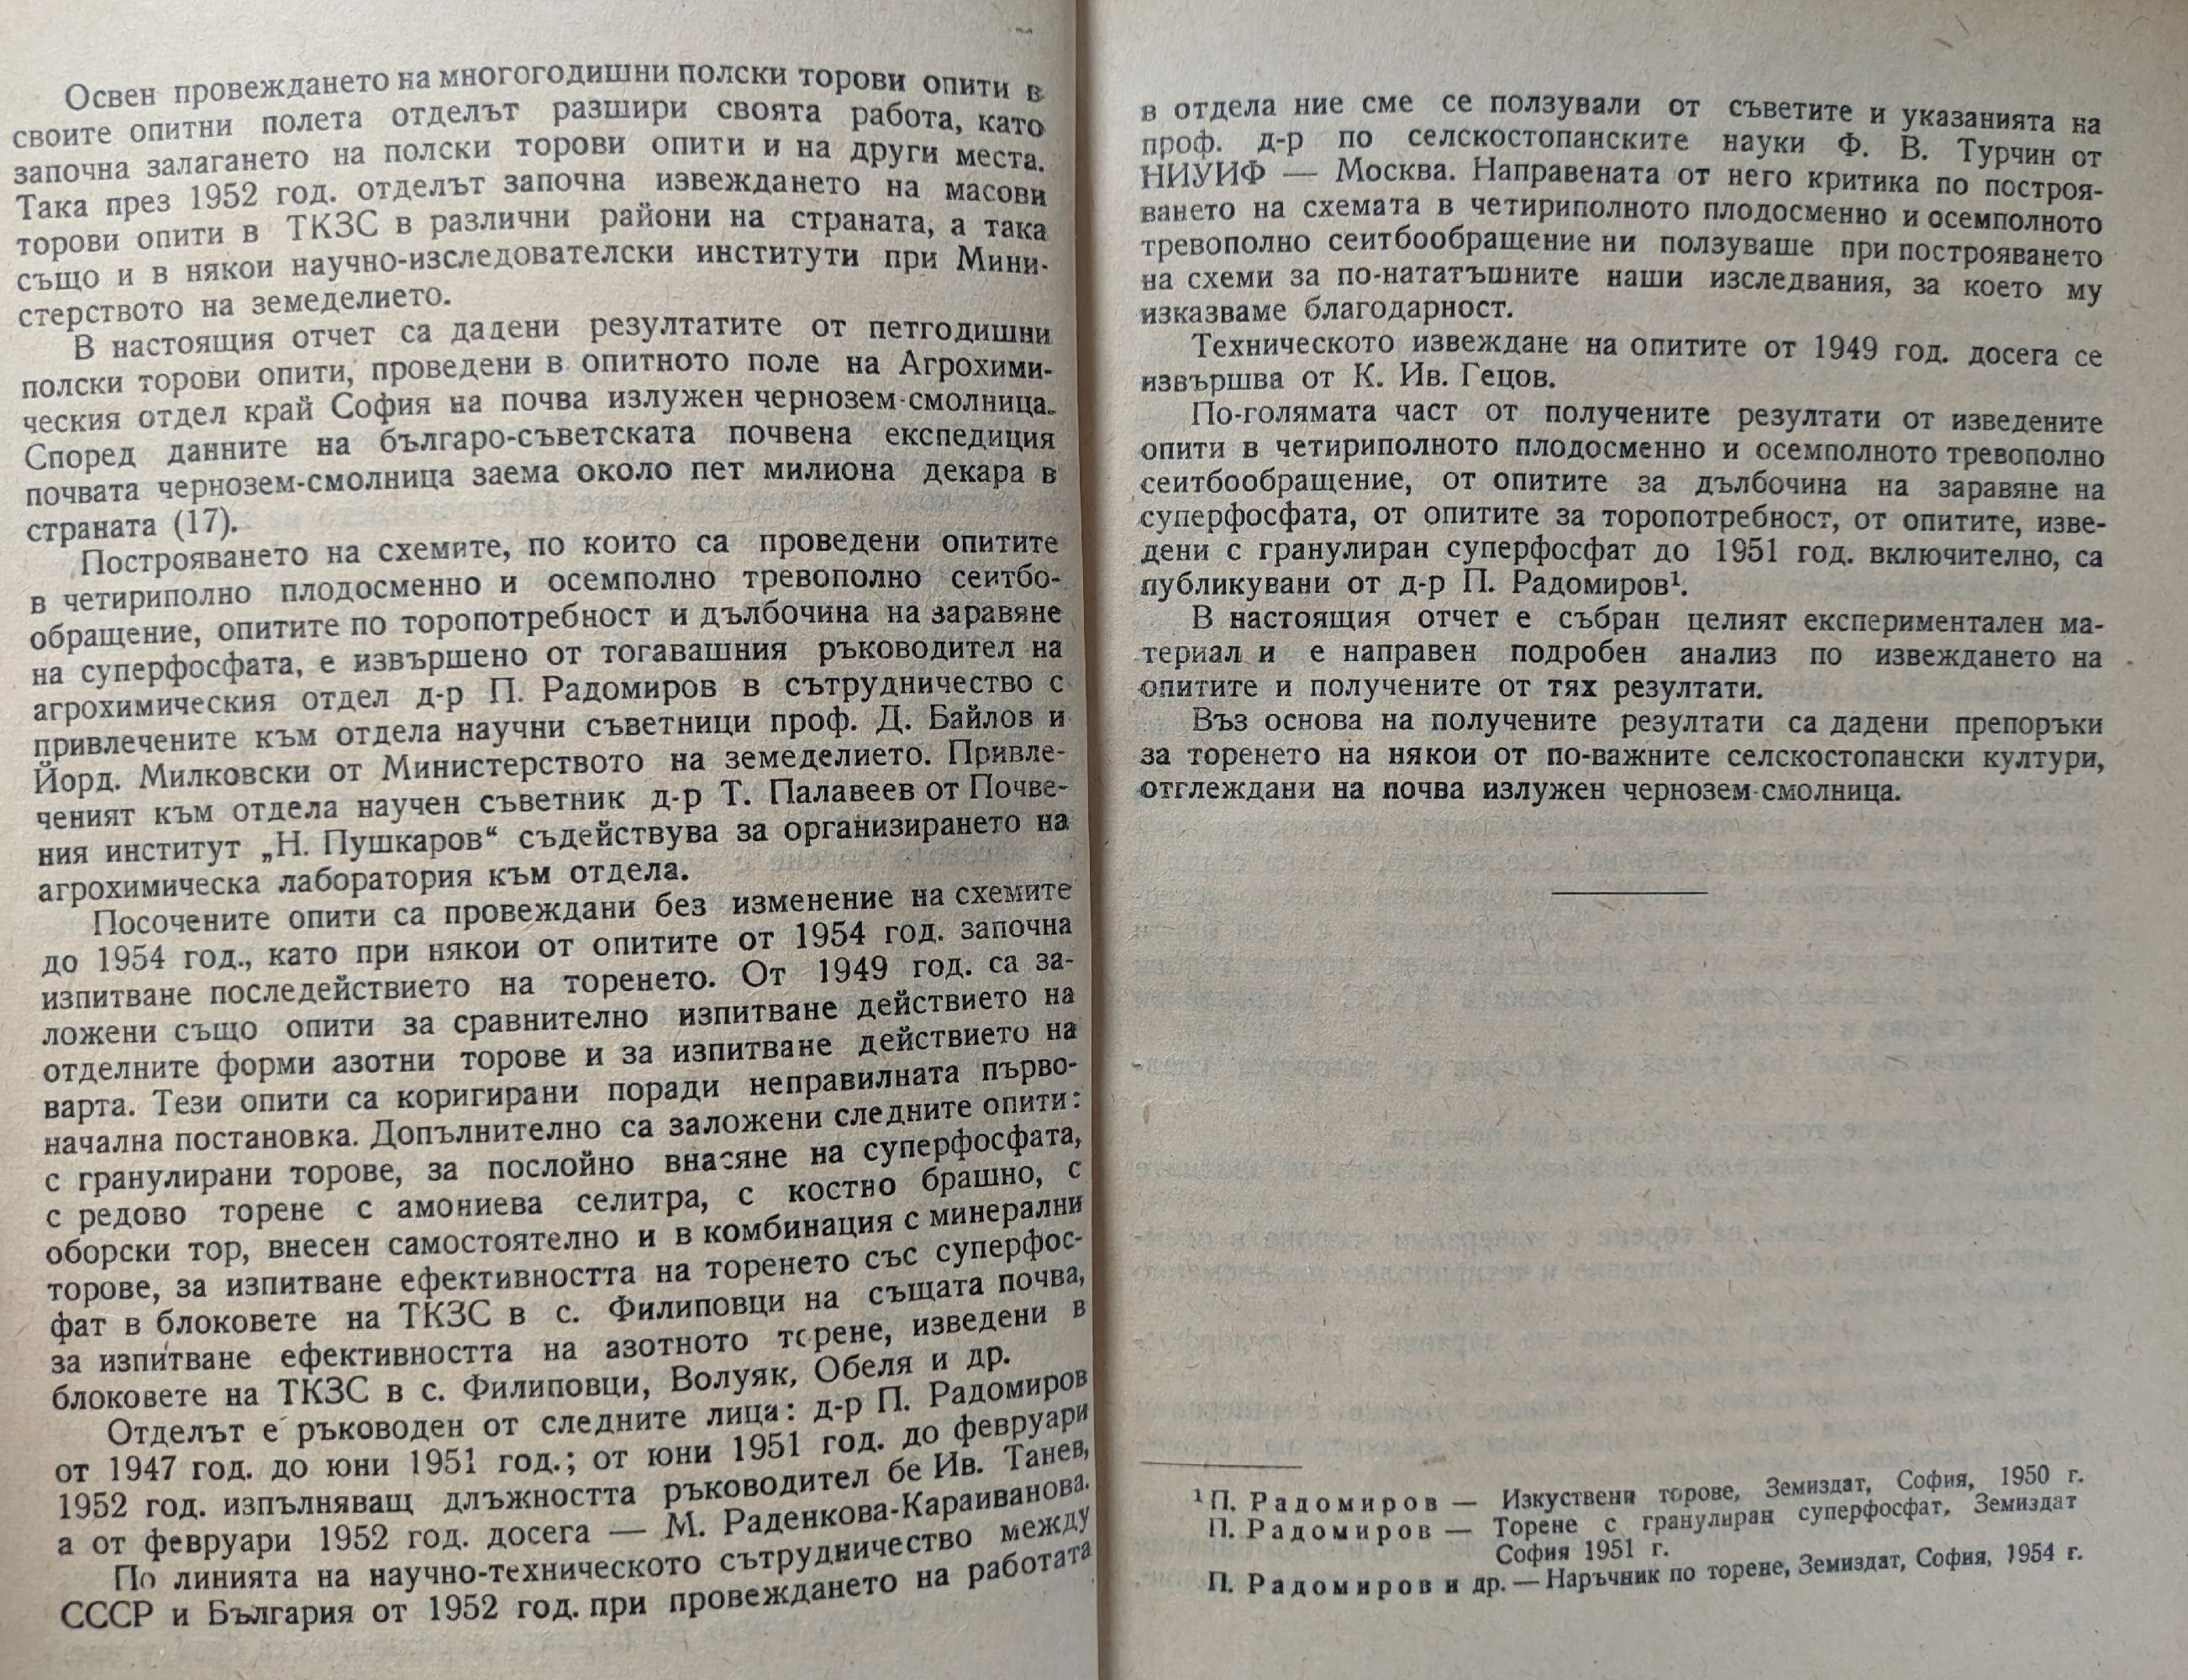 Освен провеждането на многогодишни полски торови опити в
своите опитни полета отделът разшири своята работа, като
започна залагането на полски торови опити и на други места.
Така през 1952 год. отделът започна извеждането на масови
торови опити в ТКЗС в различни райони на страната, а така
също и в някои научно-изследователски институти при Мини-
стерството на земеделието.
В настоящия отчет са дадени резултатите от петгодишни
полски торови опити, проведени в опитното поле на Агрохими-
ческия отдел край София на почва излужен чернозем-смолница.
Според данните на българо-съветската почвена експедиция
почвата чернозем-смолница заема около пет милиона декара в
страната (17).
Построяването на схемите, по които са проведени опитите
в четириполно плодосменно и осемполно тревополно сеитбо-
обращение, опитите по торопотребност и дълбочина на заравяне
на суперфосфата, е извършено от тогавашния ръководител на
агрохимическия отдел д-р П. Радомиров в сътрудничество с
привлечените към отдела научни съветници проф. Д. Байлов и
Йорд. Милковски от Министерството на земеделието. Привле-
ченият към отдела научен съветник д-р Т. Палавеев от Почве-
ния институт „Н. Пушкаров“ съдействува за организирането на
агрохимическа лаборатория към отдела.
Посочените опити са провеждани без изменение на схемите
до 1954 год., като при някои от опитите от 1954 год. започна
изпитване последействието на торенето. От 1949 год. са за-
ложени също опити за сравнително изпитване действието на
отделните форми азотни торове и за изпитване действието на
варта. Тези опити са коригирани поради неправилната първо-
начална постановка. Допълнително са заложени следните опити:
с гранулирани торове, за послойно внасяне на суперфосфата,
с редово торене с амониева селитра, с костно брашно, с
оборски тор, внесен самостоятелно и в комбинация с минерални
торове, за изпитване ефективността на торенето със суперфос-
фат в блоковете на ТКЗС в с. Филиповци на същата почва,
за изпитване ефективността на азотното торене, изведени в
блоковете на ТКЗС в с. Филиповци, Волуяк, Обеля и др.
Отделът е ръководен от следните лица: д-р П. Радомиров
от 1947 год. до юни 1951 год.; от юни 1951 год. до февруари
1952 год. изпълняващ длъжността ръководител бе Ив. Танев,
а от февруари 1952 год. досега — М. Раденкова-Караиванова.
По линията на научно-техническото сътрудничество между
СССР и България от 1952 год. при провеждането на работата
в отдела ние сме се ползували от съветите и указанията на
проф. д-р по селскостопанските науки Ф. В. Турчин от
НИУИФ — Москва. Направената от него критика по построя-
ването на схемата в четириполното плодосменно и осемполното
тревополно сеитбообращение ни ползуваше при построяването
на схеми за по-нататъшните наши изследвания, за което му
изказваме благодарност.
Техническото извеждане на опитите от 1949 год. досега се
извършва от К. Ив. Гецов.
По-голямата част от получените резултати от изведените
опити в четириполното плодосменно и осемполното тревополно
сеитбообращение, от опитите за дълбочина на заравяне на
суперфосфата, от опитите за торопотребност, от опитите, изве-
дени с гранулиран суперфосфат до 1951 год. включително, са
публикувани от д-р П. Радомиров¹.
В настоящия отчет е събран целият експериментален ма-
териал и е направен подробен анализ по извеждането на
опитите и получените от тях резултати.
Въз основа на получените резултати са дадени препоръки
за торенето на някои от по-важните селскостопански култури,
отглеждани на почва излужен чернозем-смолница.
¹ П. Радомиров — Изкуствени торове, Земиздат, София, 1950 г.
П. Радомиров — Торене с гранулиран суперфосфат, Земиздат
София 1951 г.
П. Радомиров и др. — Наръчник по торене, Земиздат, София, 1954 г.